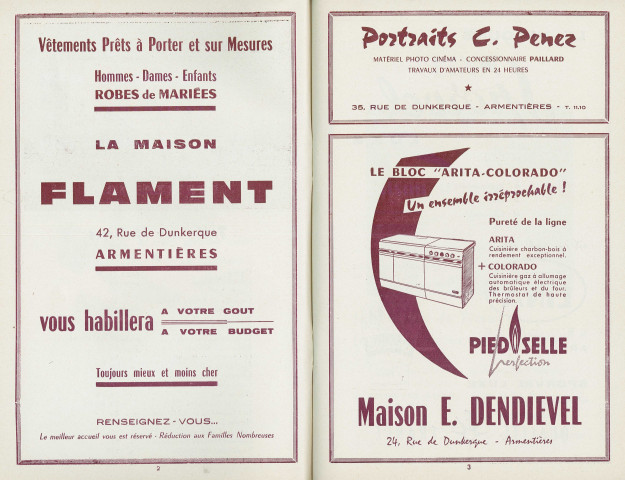 Vêtements Prêts à Porter et sur Mesures
Hommes - Dames - Enfants
ROBES de MARIÉES
LA MAISON
FLAMENT
42, Rue de Dunkerque
ARMENTIÈRES
vous habillera
A VOTRE GOUT
A VOTRE BUDGET
Toujours mieux et moins cher
RENSEIGNEZ-VOUS...
Le meilleur accueil vous est réservé - Réduction aux Familles Nombreuses
2
Portraits C. Penez
MATÉRIEL PHOTO CINÉMA - CONCESSIONNAIRE PAILLARD
TRAVAUX D'AMATEURS EN 24 HEURES
35, RUE DE DUNKERQUE - ARMENTIÈRES - T. 11.10
LE BLOC "ARITA-COLORADO"
Un ensemble irréprochable !
Pureté de la ligne
ARITA
Cuisinière charbon-bois à
rendement exceptionnel.
+ COLORADO
Cuisinière gaz à allumage
automatique électrique
des brûleurs et du four.
Thermostat de haute
précision.
PIED SELLE
perfection
Maison E. DENDIEVEL
24, Rue de Dunkerque - Armentières
3